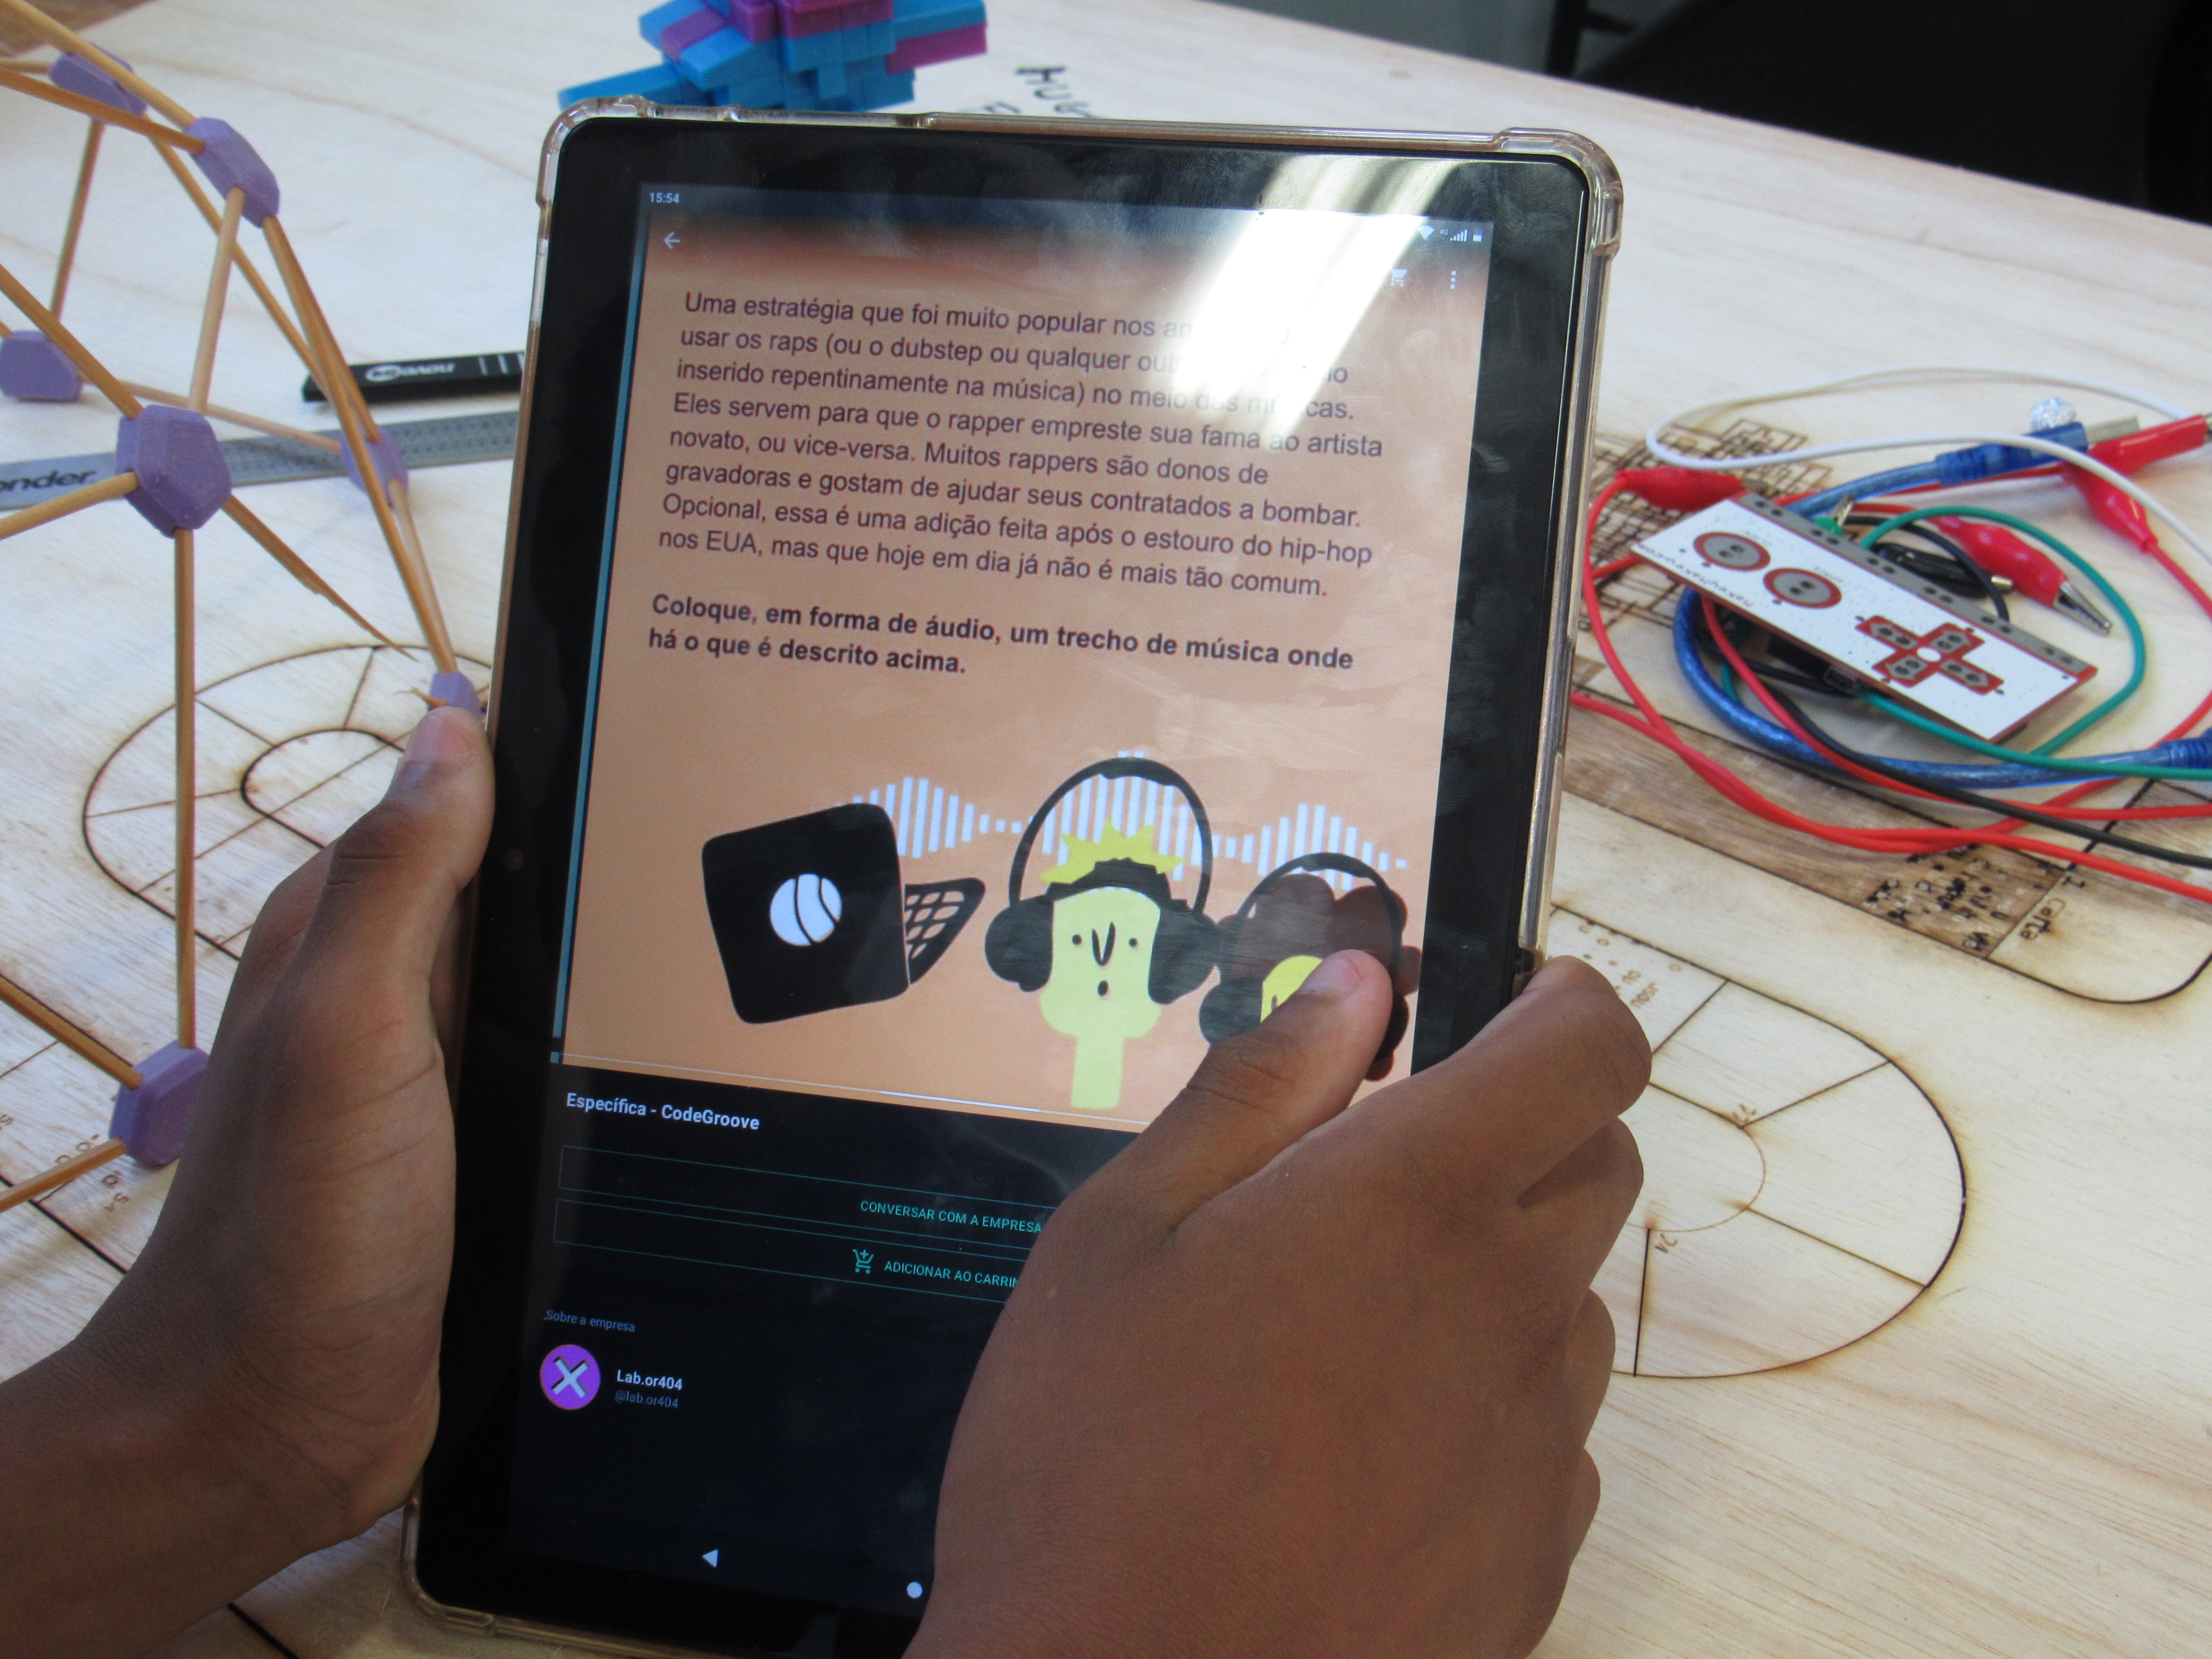 15:54
Uma estratégia que foi muito popular nos
usar os raps (ou o dubstep ou qualquer
inserido repentinamente na música) no meio das
Eles servem para que o rapper empreste sua fama ao artista
novato, ou vice-versa. Muitos rappers são donos de
gravadoras e gostam de ajudar seus contratados a bombar.
Opcional, essa é uma adição feita após o estouro do hip-hop
nos EUA, mas que hoje em dia já não é mais tão comum.
Coloque, em forma de áudio, um trecho de música onde
há o que é descrito acima.
Específica - CodeGroove
CONVERSAR COM A EMPRESA
ADICIONAR AO
Sobre a empresa
Lab.or404
@lab.or404